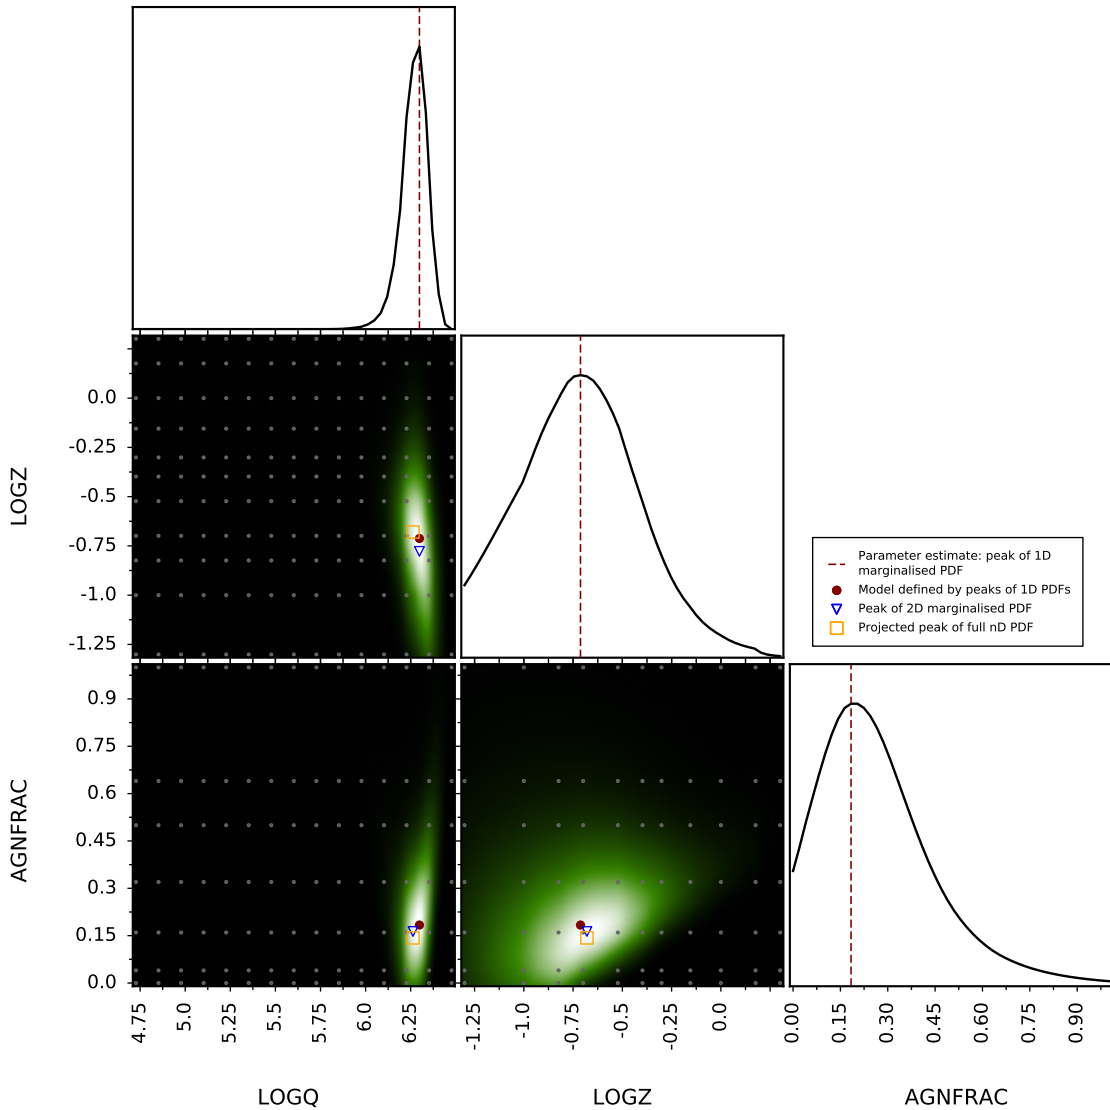 0.0
-0.25
-0.5
-0.75
-1.0
-1.25
LOGZ
Parameter estimate: peak of 1D
marginalised PDF
Model defined by peaks of 1D PDFs
Peak of 2D marginalised PDF
Projected peak of full nD PDF
0.9
0.75
0.6
0.45
0.3
0.15
0.0
AGNFRAC
4.75 5.0 5.25 5.5 5.75 6.0 6.25 -1.25 -1.0 -0.75 -0.5 -0.25 0.0 0.00 0.15 0.30 0.45 0.60 0.75 0.90
LOGQ LOGZ AGNFRAC